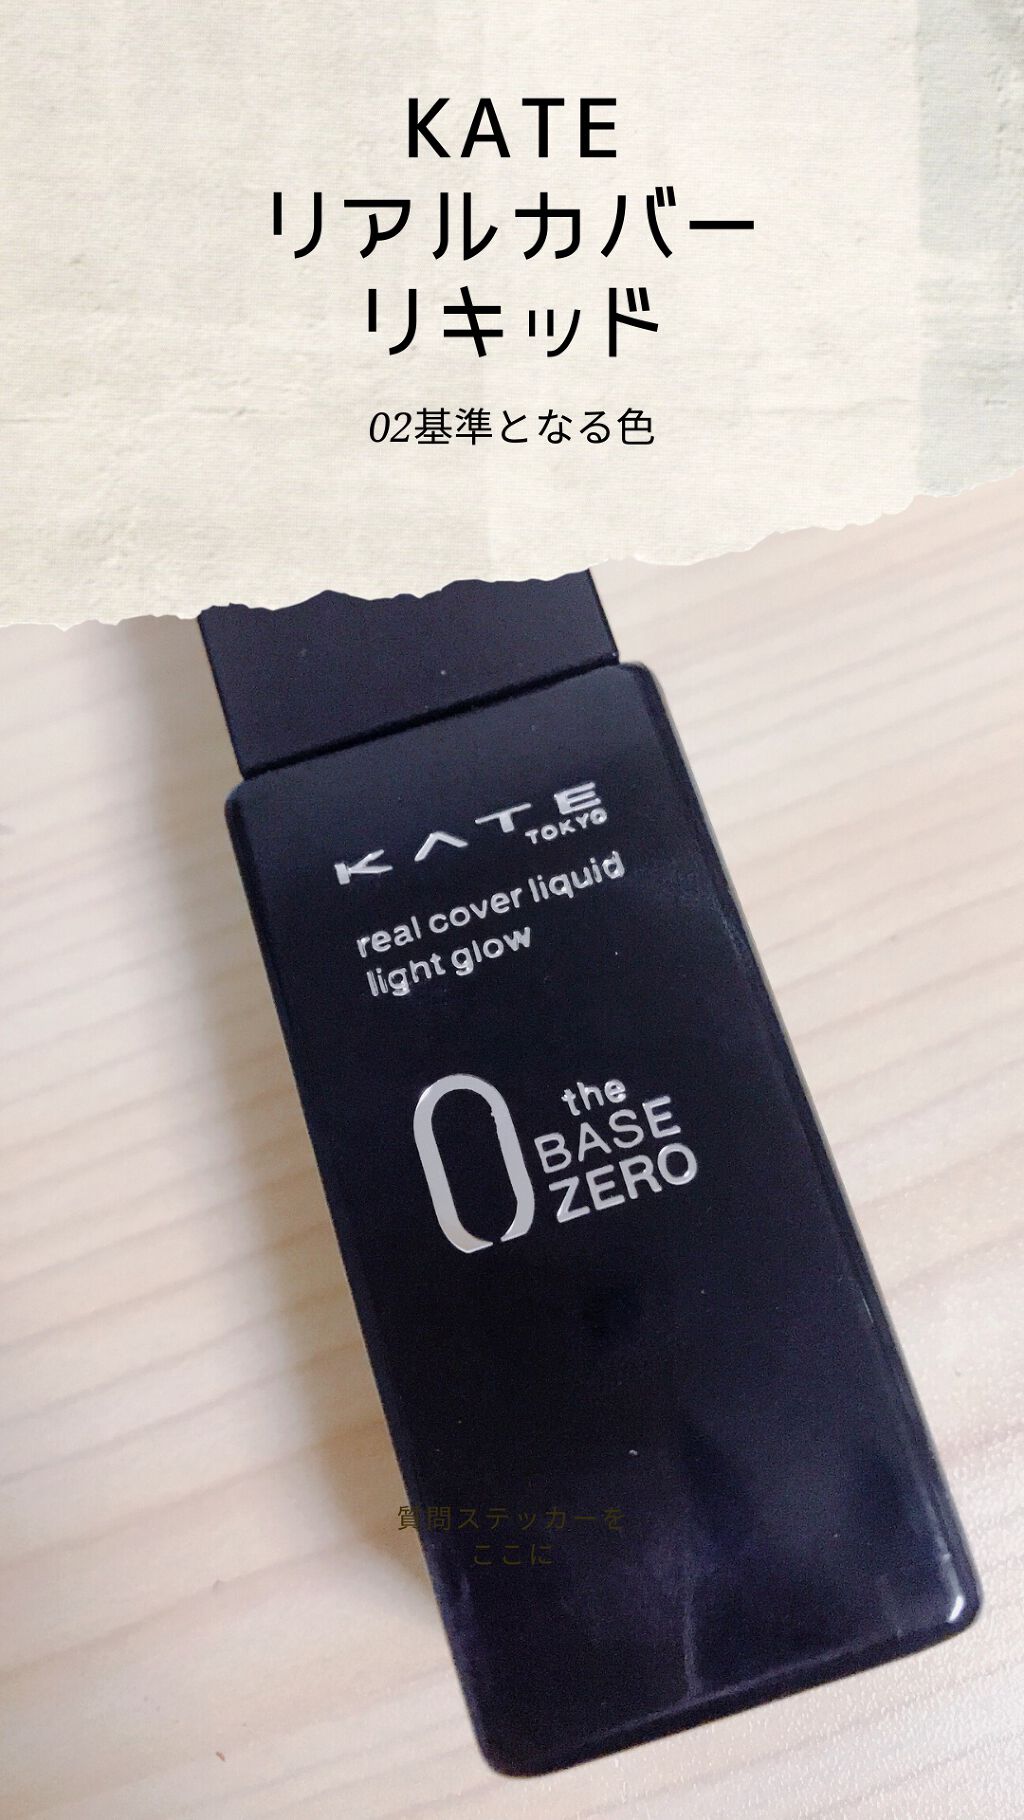 KATE
リアルカバー
リキッド
02基準となる色
KATE
TOKYO
real cover liquid
light glow
0 the
BASE
ZERO
質問ステッカーを
ここに